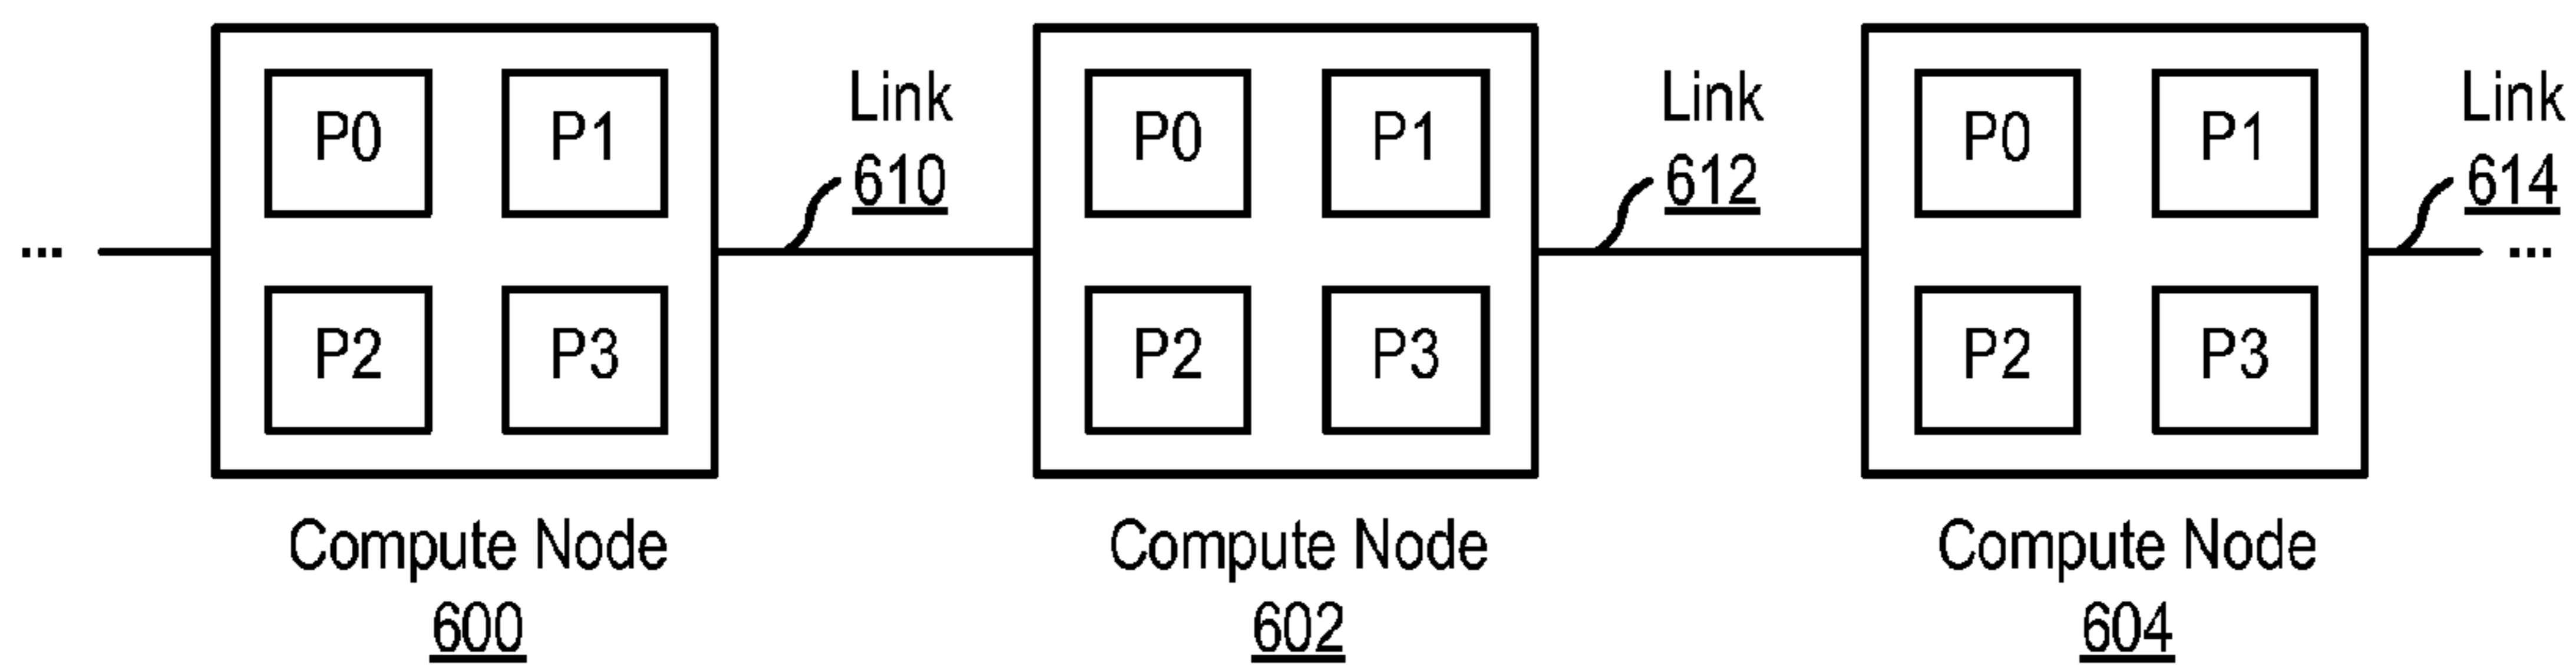 P0 P1
Link
610
P0 P1
Link
612
P0 P1
Link
614
...
P2 P3
P2 P3
P2 P3
...
Compute Node
600
Compute Node
602
Compute Node
604